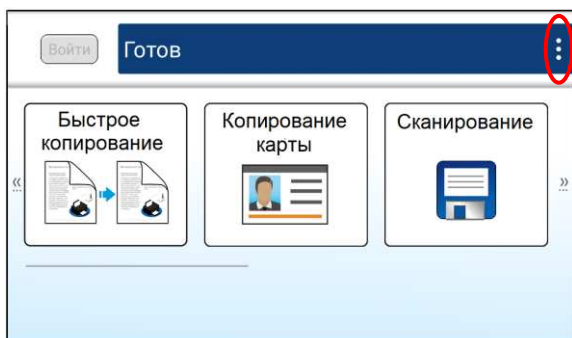 Войти
Готов
Быстрое
копирование
Копирование
карты
Сканирование
«
»